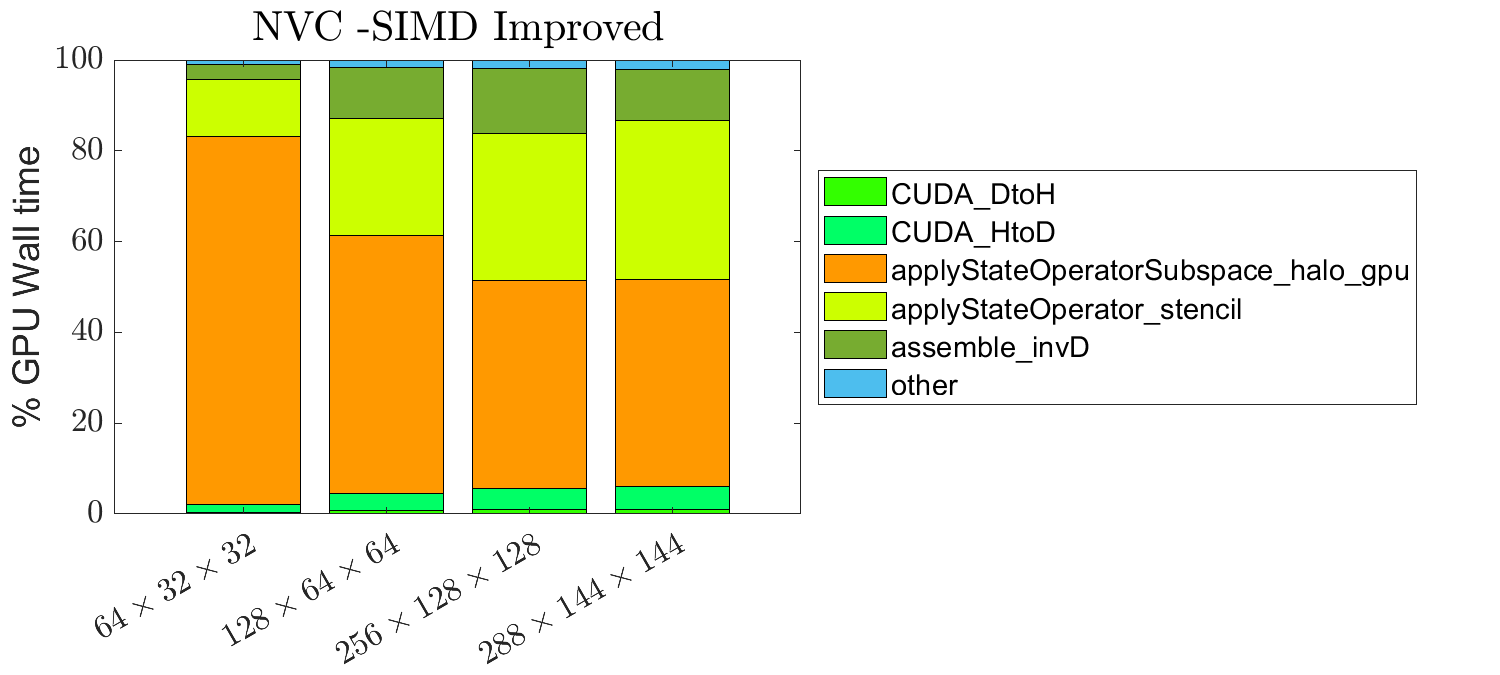 NVC -SIMD Improved
100
80
60
40
20
0
% GPU Wall time
64 × 32 × 32
128 × 64 × 64
256 × 128 × 128
288 × 144 × 144
CUDA_DtoH
CUDA_HtoD
applyStateOperatorSubspace_halo_gpu
applyStateOperator_stencil
assemble_invD
other